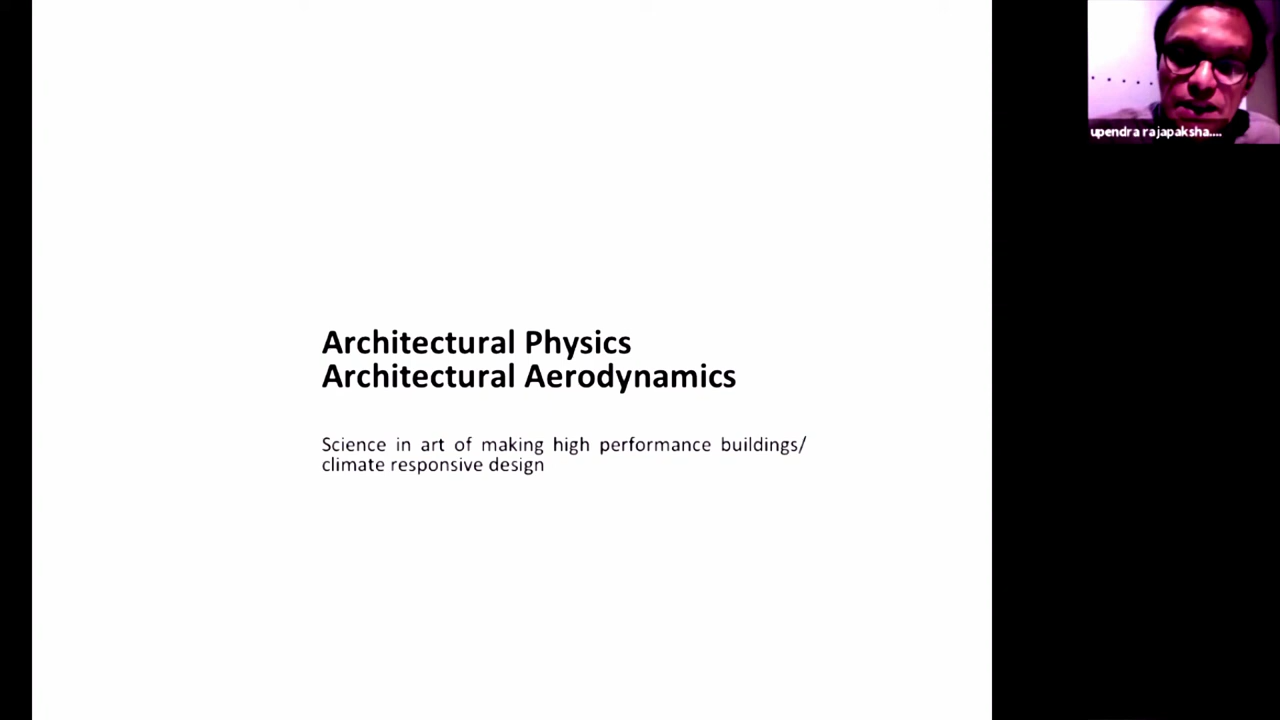 upendra rajapaksha....
Architectural Physics
Architectural Aerodynamics
Science in art of making high performance buildings/
climate responsive design